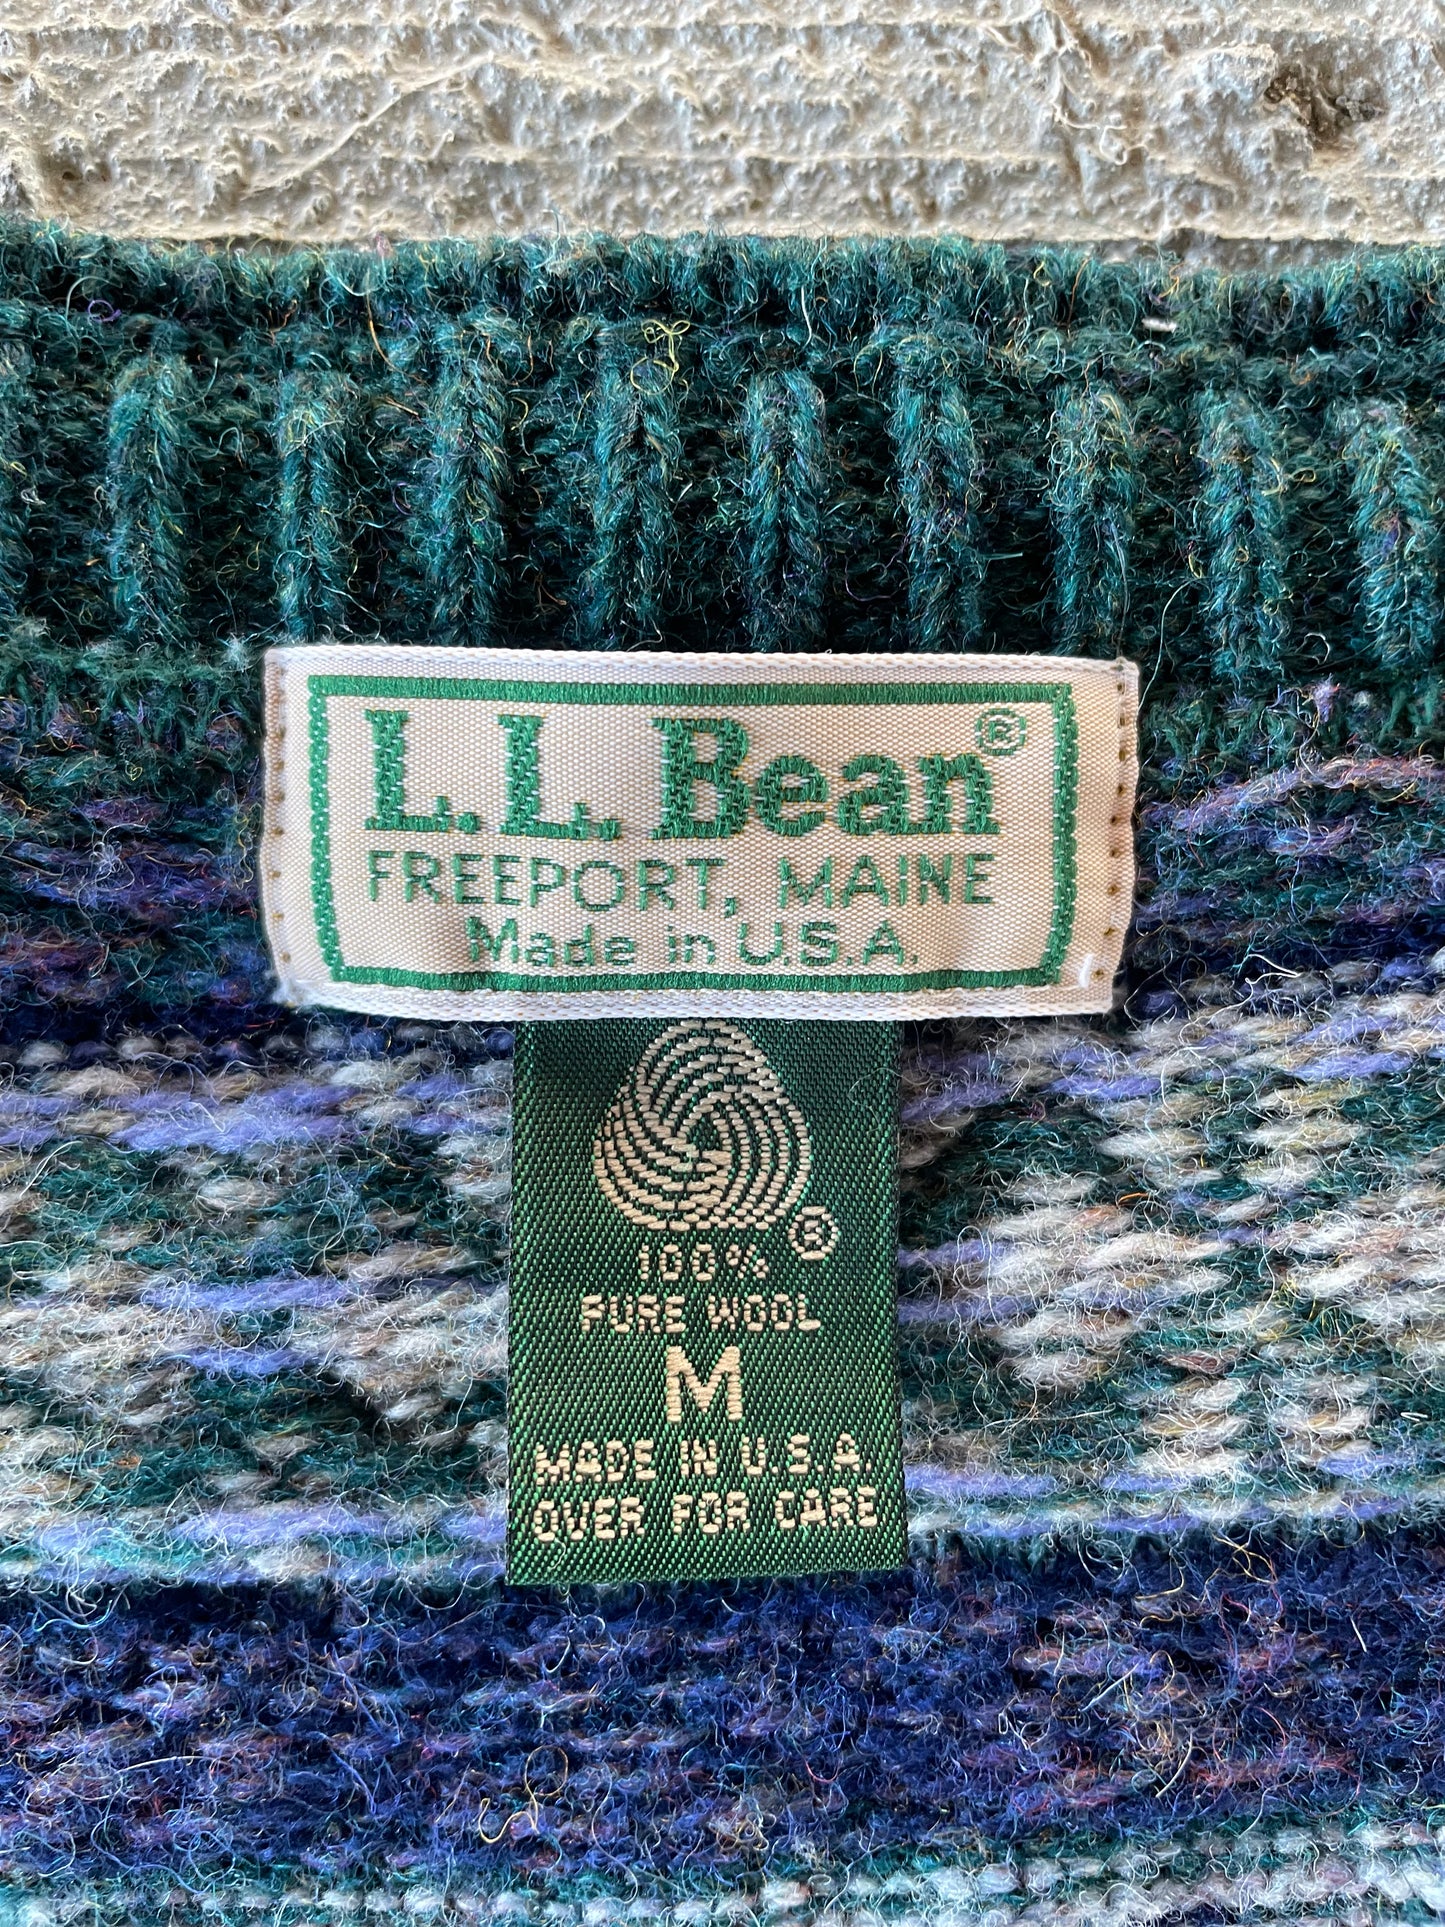 L.L.Bean®
FREEPORT, MAINE
Made in U.S.A.
®
100%
PURE WOOL
M
MADE IN U.S.A
OVER FOR CARE